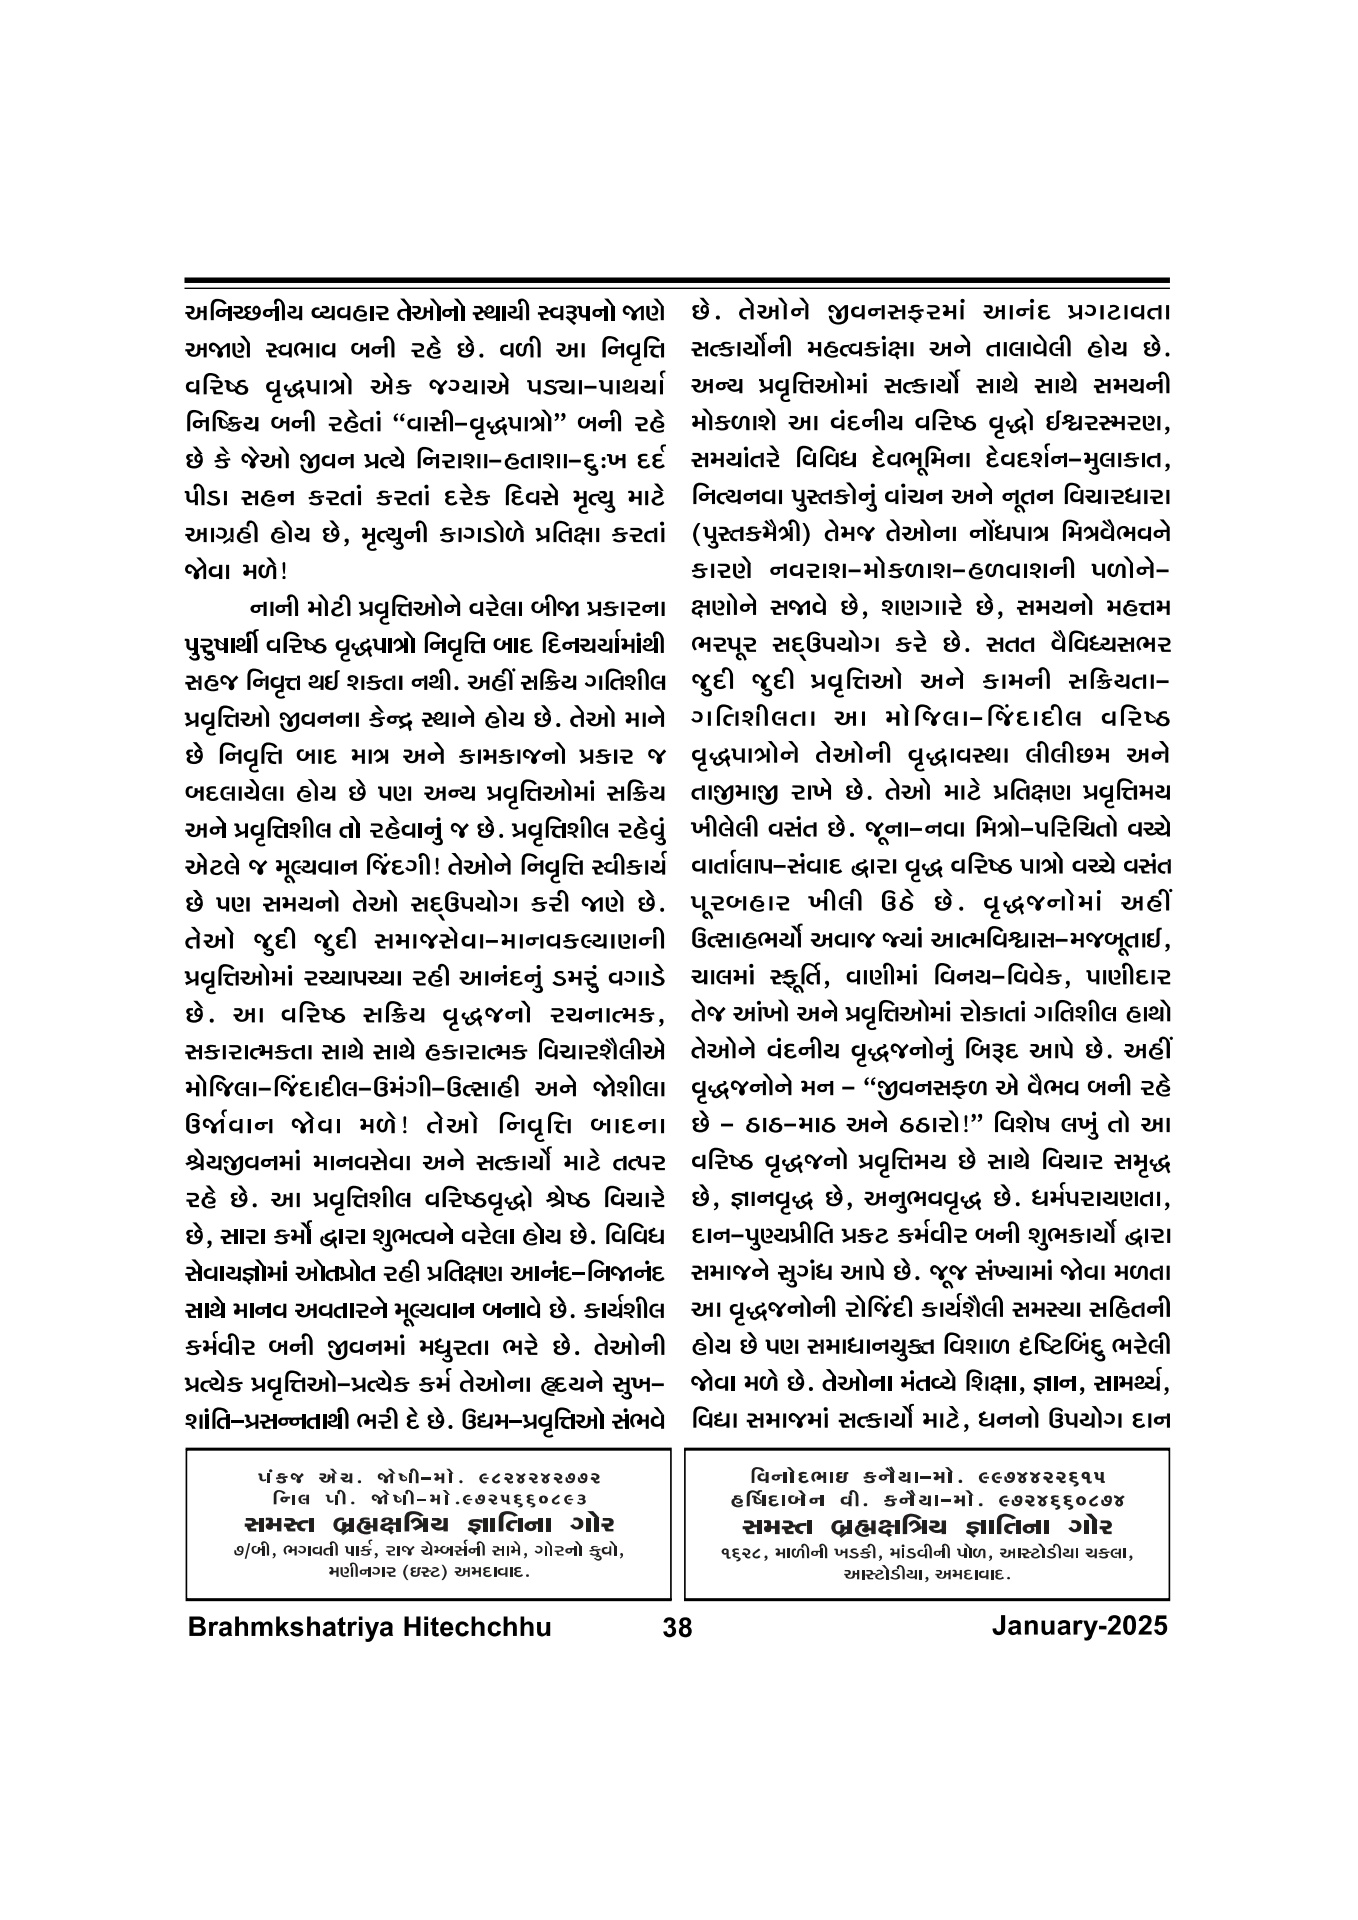 અનિચ્છનીય વ્યવહાર તેઓનો સ્થાયી સ્વરૂપનો જાણે
અજાણે સ્વભાવ બની રહે છે. વળી આ નિવૃત્તિ
વરિષ્ઠ વૃદ્ધપાત્રો એક જગ્યાએ પડ્યા–પાથર્યા
નિષ્ક્રિય બની રહેતાં “વાસી–વૃદ્ધપાત્રો” બની રહે
છે કે જેઓ જીવન પ્રત્યે નિરાશા–હતાશા–દુઃખ દર્દ
પીડા સહન કરતાં કરતાં દરેક દિવસે મૃત્યુ માટે
આગ્રહી હોય છે, મૃત્યુની કાગડોળે પ્રતિક્ષા કરતાં
જોવા મળે!
નાની મોટી પ્રવૃત્તિઓને વરેલા બીજા પ્રકારના
પુરુષાર્થી વરિષ્ઠ વૃદ્ધપાત્રો નિવૃત્તિ બાદ દિનચર્યામાંથી
સહજ નિવૃત્ત થઈ શકતા નથી. અહીં સક્રિય ગતિશીલ
પ્રવૃત્તિઓ જીવનના કેન્દ્ર સ્થાને હોય છે. તેઓ માને
છે નિવૃત્તિ બાદ માત્ર અને કામકાજનો પ્રકાર જ
બદલાયેલા હોય છે પણ અન્ય પ્રવૃત્તિઓમાં સક્રિય
અને પ્રવૃત્તિશીલ તો રહેવાનું જ છે. પ્રવૃત્તિશીલ રહેવું
એટલે જ મૂલ્યવાન જિંદગી! તેઓને નિવૃત્તિ સ્વીકાર્ય
છે પણ સમયનો તેઓ સદ્ઉપયોગ કરી જાણે છે.
તેઓ જુદી જુદી સમાજસેવા–માનવકલ્યાણની
પ્રવૃત્તિઓમાં રચ્યાપચ્યા રહી આનંદનું ડમરું વગાડે
છે. આ વરિષ્ઠ સક્રિય વૃદ્ધજનો રચનાત્મક,
સકારાત્મકતા સાથે સાથે હકારાત્મક વિચારશૈલીએ
મોજિલા–જિંદાદીલ–ઉમંગી–ઉત્સાહી અને જોશીલા
ઉર્જાવાન જોવા મળે! તેઓ નિવૃત્તિ બાદના
શ્રેયજીવનમાં માનવસેવા અને સત્કાર્યો માટે તત્પર
રહે છે. આ પ્રવૃત્તિશીલ વરિષ્ઠવૃદ્ધો શ્રેષ્ઠ વિચારે
છે, સારા કર્મો દ્વારા શુભત્વને વરેલા હોય છે. વિવિધ
સેવાયજ્ઞોમાં ઓતપ્રોત રહી પ્રતિક્ષણ આનંદ–નિજાનંદ
સાથે માનવ અવતારને મૂલ્યવાન બનાવે છે. કાર્યશીલ
કર્મવીર બની જીવનમાં મધુરતા ભરે છે. તેઓની
પ્રત્યેક પ્રવૃત્તિઓ–પ્રત્યેક કર્મ તેઓના હૃદયને સુખ–
શાંતિ–પ્રસન્નતાથી ભરી દે છે. ઉદ્યમ–પ્રવૃત્તિઓ સંભવે
છે. તેઓને જીવનસફરમાં આનંદ પ્રગટાવતા
સત્કાર્યોની મહત્વકાંક્ષા અને તાલાવેલી હોય છે.
અન્ય પ્રવૃત્તિઓમાં સત્કાર્યો સાથે સાથે સમયની
મોકળાશે આ વંદનીય વરિષ્ઠ વૃદ્ધો ઈશ્વરસ્મરણ,
સમયાંતરે વિવિધ દેવભૂમિના દેવદર્શન–મુલાકાત,
નિત્યનવા પુસ્તકોનું વાંચન અને નૂતન વિચારધારા
(પુસ્તકમૈત્રી) તેમજ તેઓના નોંધપાત્ર મિત્રવૈભવને
કારણે નવરાશ–મોકળાશ–હળવાશની પળોને–
ક્ષણોને સજાવે છે, શણગારે છે, સમયનો મહત્તમ
ભરપૂર સદ્ઉપયોગ કરે છે. સતત વૈવિધ્યસભર
જુદી જુદી પ્રવૃત્તિઓ અને કામની સક્રિયતા–
ગતિશીલતા આ મોજિલા–જિંદાદીલ વરિષ્ઠ
વૃદ્ધપાત્રોને તેઓની વૃદ્ધાવસ્થા લીલીછમ અને
તાજીમાજી રાખે છે. તેઓ માટે પ્રતિક્ષણ પ્રવૃત્તિમય
ખીલેલી વસંત છે. જૂના–નવા મિત્રો–પરિચિતો વચ્ચે
વાર્તાલાપ–સંવાદ દ્વારા વૃદ્ધ વરિષ્ઠ પાત્રો વચ્ચે વસંત
પૂરબહાર ખીલી ઉઠે છે. વૃદ્ધજનોમાં અહીં
ઉત્સાહભર્યો અવાજ જ્યાં આત્મવિશ્વાસ–મજબૂતાઈ,
ચાલમાં સ્ફૂર્તિ, વાણીમાં વિનય–વિવેક, પાણીદાર
તેજ આંખો અને પ્રવૃત્તિઓમાં રોકાતાં ગતિશીલ હાથો
તેઓને વંદનીય વૃદ્ધજનોનું બિરૂદ આપે છે. અહીં
વૃદ્ધજનોને મન – “જીવનસફળ એ વૈભવ બની રહે
છે – ઠાઠ–માઠ અને ઠઠારો!” વિશેષ લખું તો આ
વરિષ્ઠ વૃદ્ધજનો પ્રવૃત્તિમય છે સાથે વિચાર સમૃદ્ધ
છે, જ્ઞાનવૃદ્ધ છે, અનુભવવૃદ્ધ છે. ધર્મપરાયણતા,
દાન–પુણ્યપ્રીતિ પ્રકટ કર્મવીર બની શુભકાર્યો દ્વારા
સમાજને સુગંધ આપે છે. જૂજ સંખ્યામાં જોવા મળતા
આ વૃદ્ધજનોની રોજિંદી કાર્યશૈલી સમસ્યા સહિતની
હોય છે પણ સમાધાનયુક્ત વિશાળ દૃષ્ટિબિંદુ ભરેલી
જોવા મળે છે. તેઓના મંતવ્યે શિક્ષા, જ્ઞાન, સામર્થ્ય,
વિદ્યા સમાજમાં સત્કાર્યો માટે, ધનનો ઉપયોગ દાન
પંકજ એચ. જોષી–મો. ૯૮૨૪૨૪૨૭૭૨
નિલ પી. જોષી–મો.૯૭૨૫૬૬૦૮૯૩
સમસ્ત બ્રહ્મક્ષત્રિય જ્ઞાતિના ગોર
૭/બી, ભગવતી પાર્ક, રાજ ચેમ્બર્સની સામે, ગોરનો કુવો,
મણીનગર (ઇસ્ટ) અમદાવાદ.
વિનોદભાઇ કનૈયા–મો. ૯૯૭૪૪૨૨૬૧૫
હર્ષિદાબેન વી. કનૈયા–મો. ૯૭૨૪૬૬૦૮૭૪
સમસ્ત બ્રહ્મક્ષત્રિય જ્ઞાતિના ગોર
૧૬૨૮, માળીની ખડકી, માંડવીની પોળ, આસ્ટોડીયા ચકલા,
આસ્ટોડીયા, અમદાવાદ.
Brahmkshatriya Hitechchhu 38 January-2025